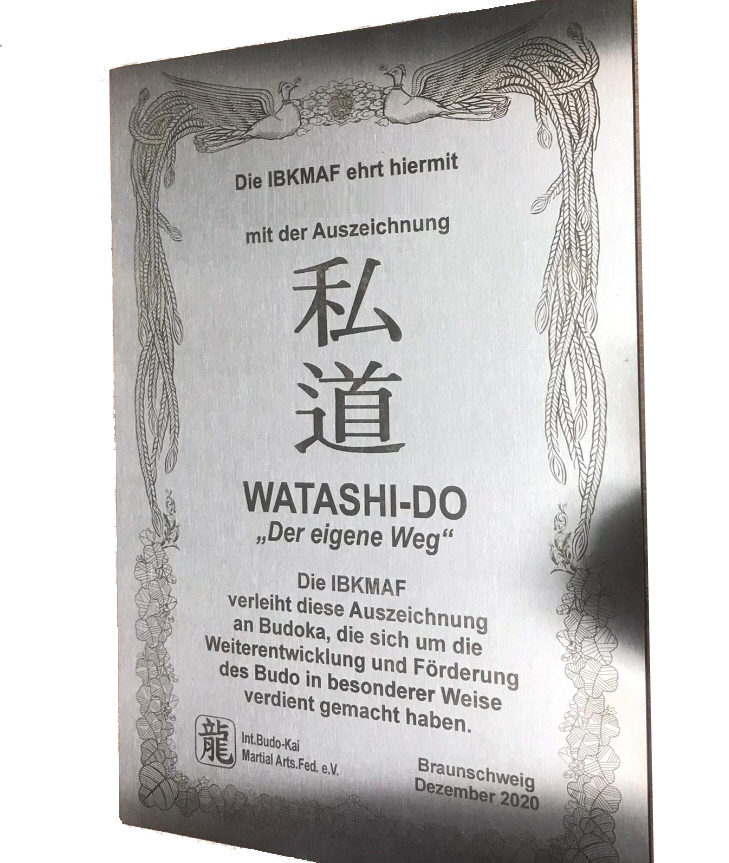 Die IBKMAF ehrt hiermit
mit der Auszeichnung
私
道
WATASHI-DO
„Der eigene Weg“
Die IBKMAF
verleiht diese Auszeichnung
an Budoka, die sich um die
Weiterentwicklung und Förderung
des Budo in besonderer Weise
verdient gemacht haben.
龍
Int.Budo-Kai
Martial Arts.Fed. e.V.
Braunschweig
Dezember 2020